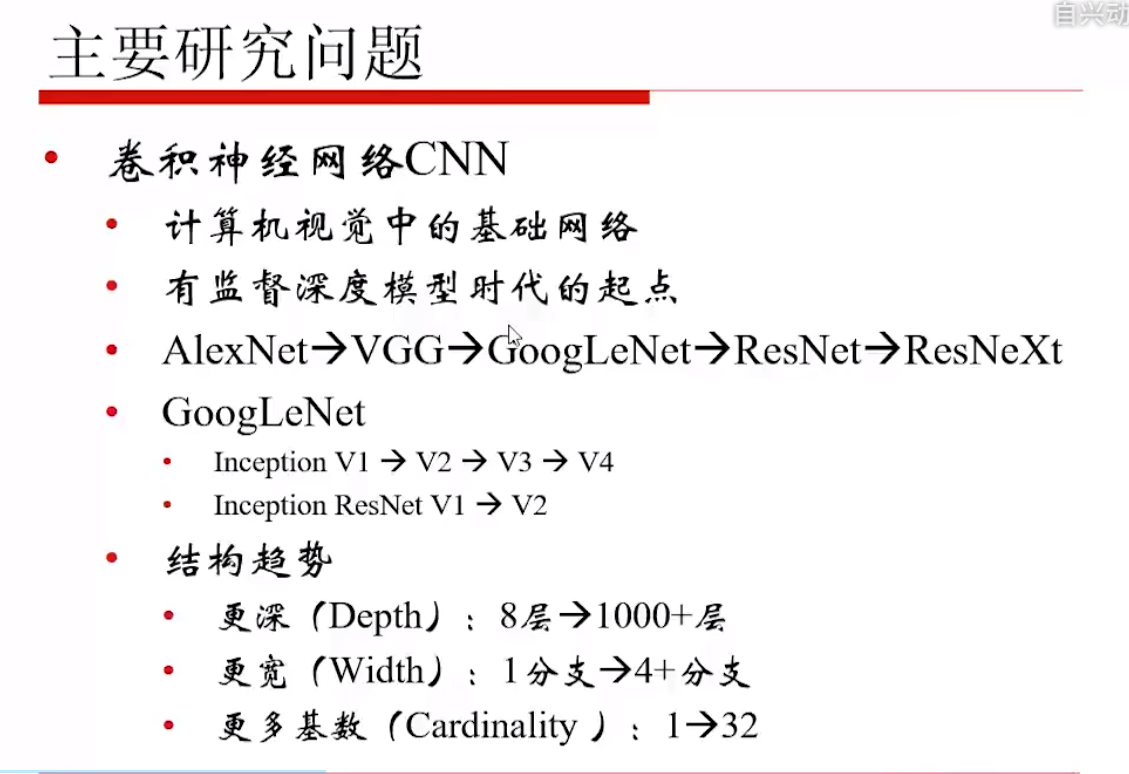 自兴动
主要研究问题
• 卷积神经网络CNN
• 计算机视觉中的基础网络
• 有监督深度模型时代的起点
• AlexNet→VGG→GoogLeNet→ResNet→ResNeXt
• GoogLeNet
• Inception V1 → V2 → V3 → V4
• Inception ResNet V1 → V2
• 结构趋势
• 更深（Depth）：8层→1000+层
• 更宽（Width）：1分支→4+分支
• 更多基数（Cardinality ）：1→32